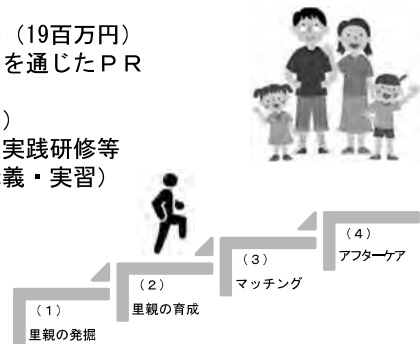 （19百万円）
を通じたＰＲ
）
実践研修等
義・実習）
（１）
里親の発掘
（２）
里親の育成
（３）
マッチング
（４）
アフターケア